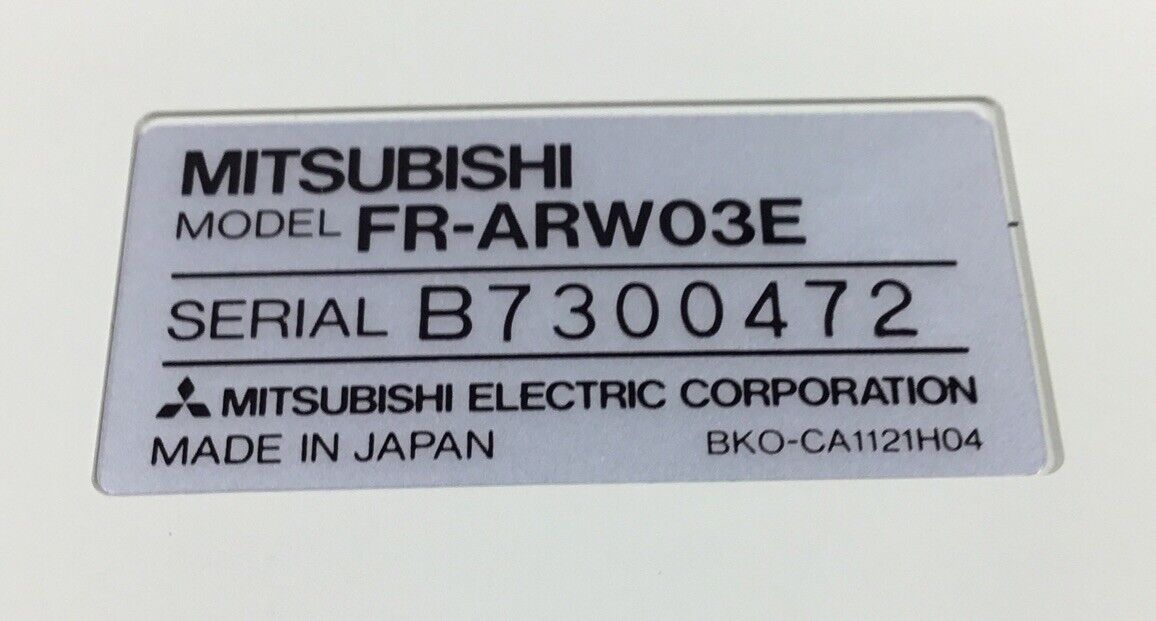 MITSUBISHI
MODEL FR-ARW03E
SERIAL B7300472
MITSUBISHI ELECTRIC CORPORATION
MADE IN JAPAN BKO-CA1121H04